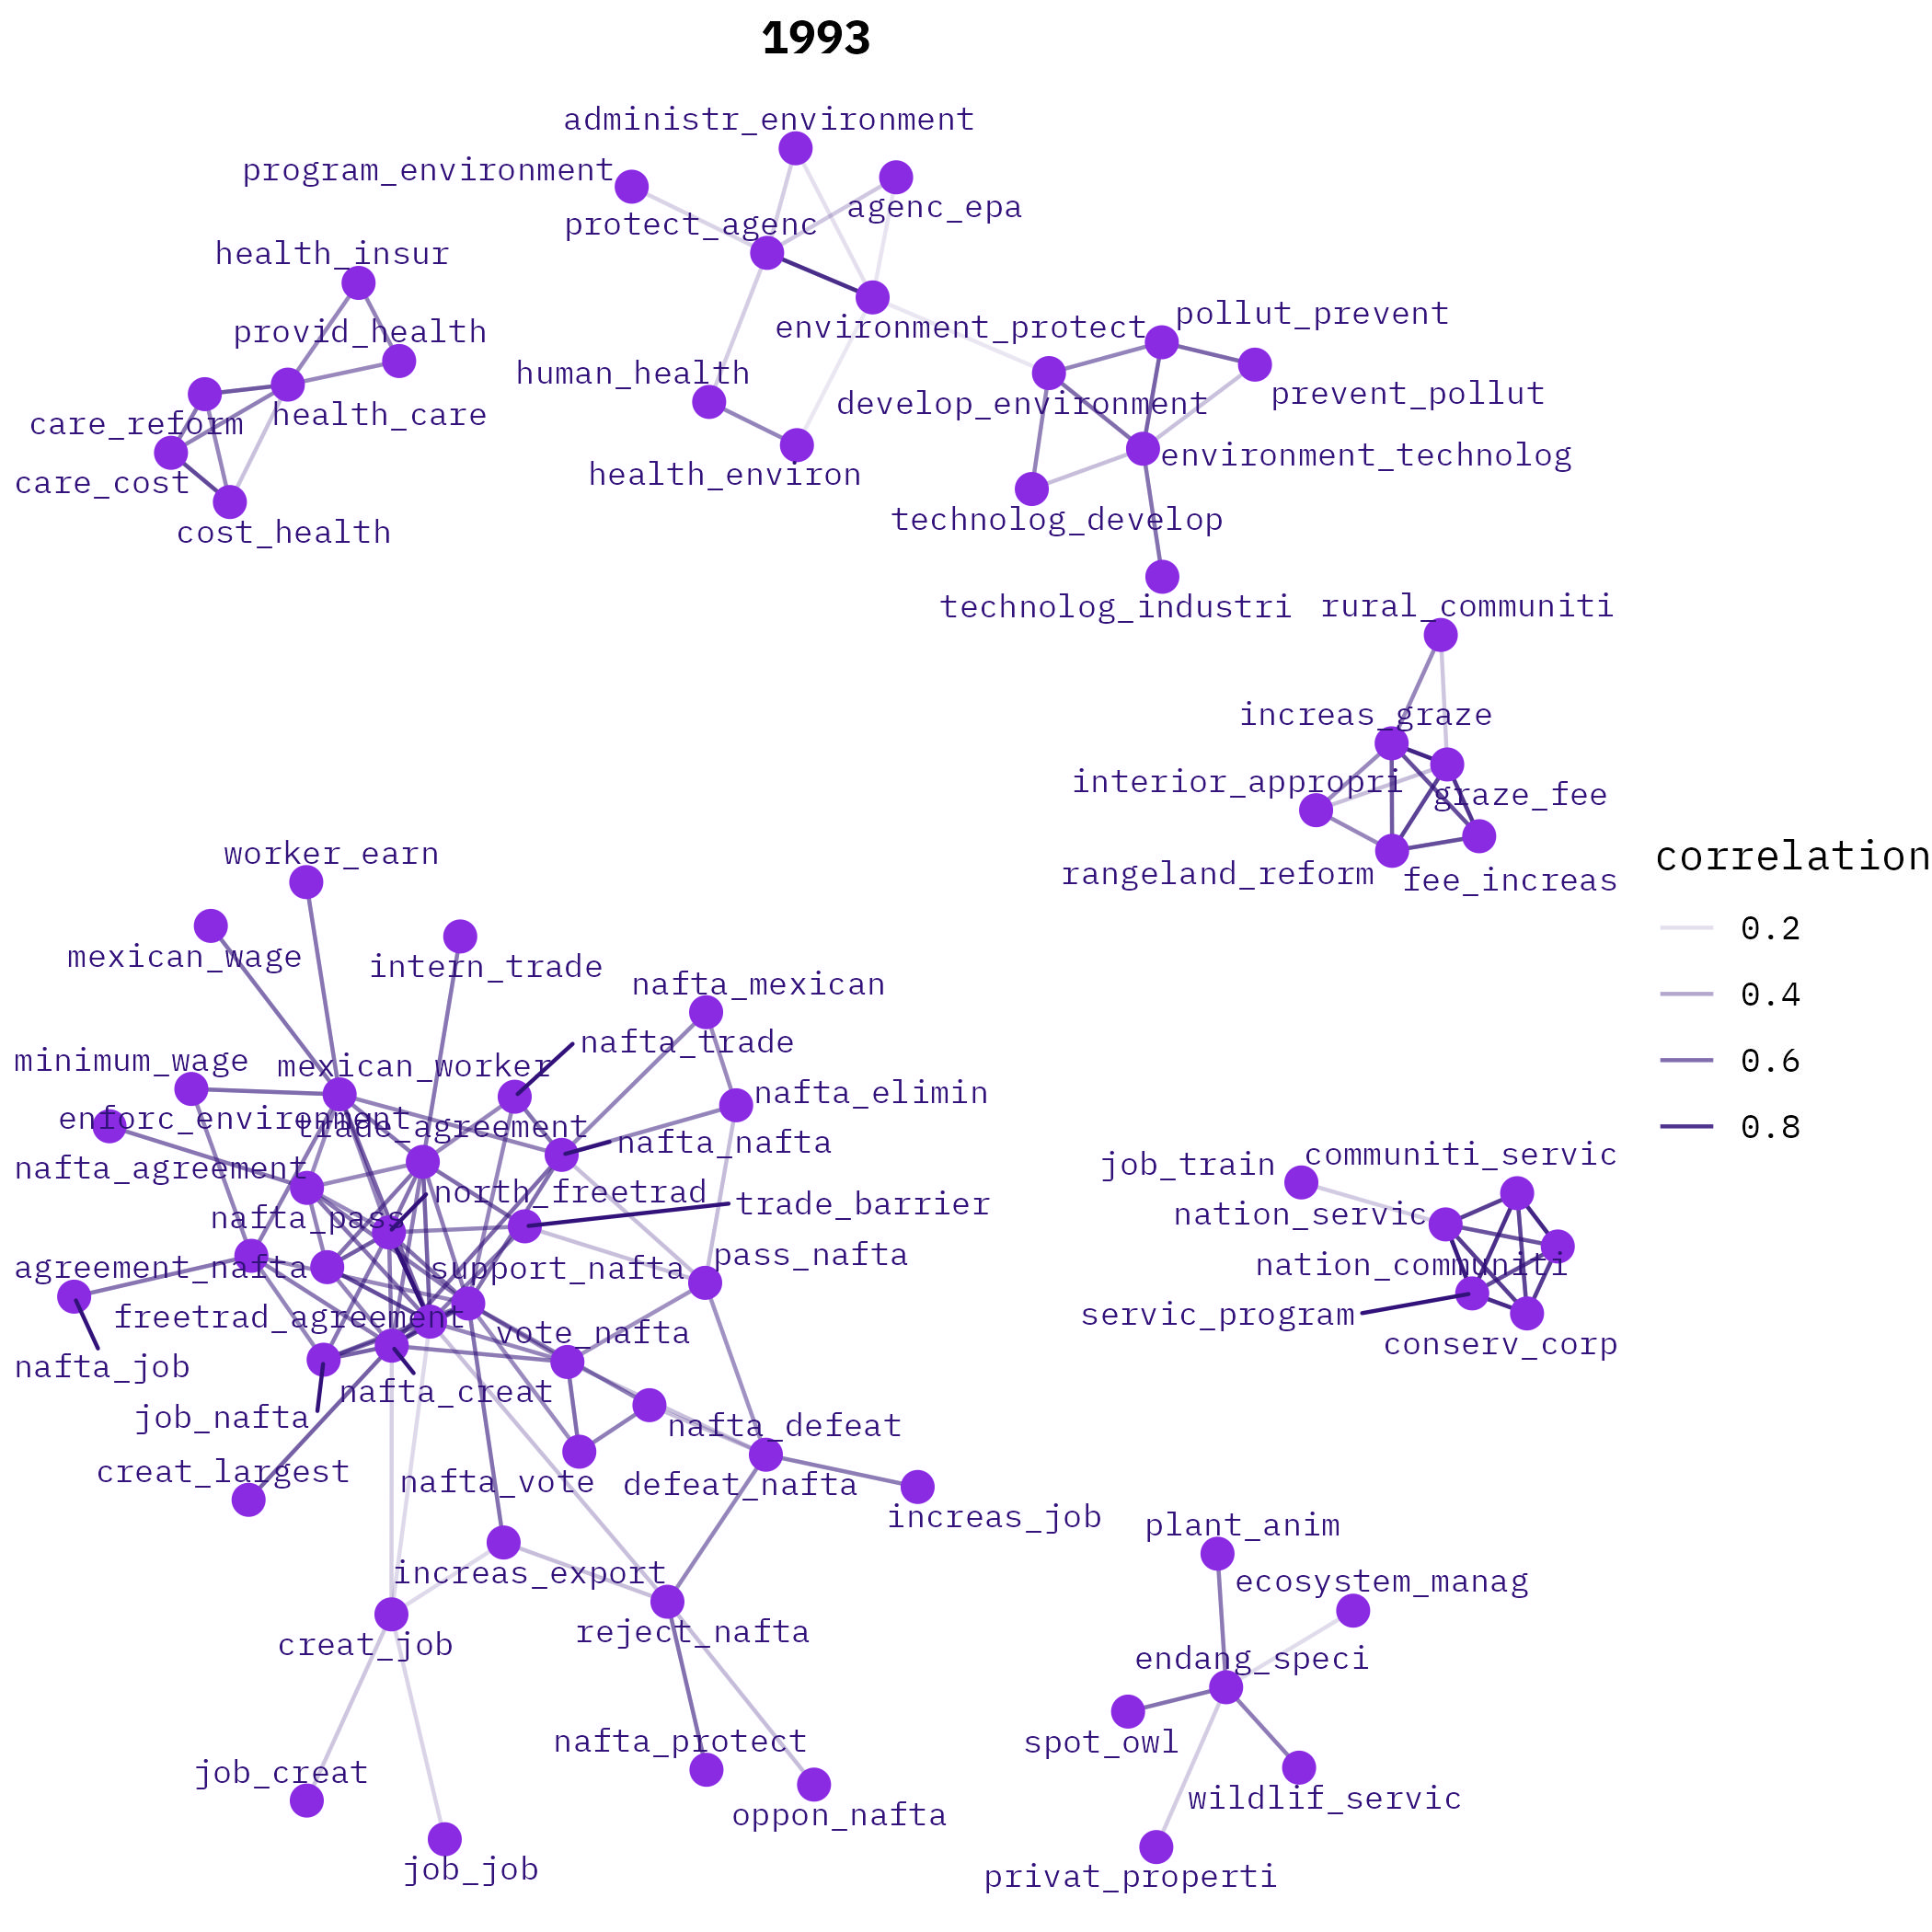 1993
administr_environment
program_environment
agenc_epa
protect_agenc
health_insur
pollut_prevent
environment_protect
provid_health
human_health
prevent_pollut
develop_environment
health_care
care_reform
environment_technolog
health_environ
care_cost
technolog_develop
cost_health
technolog_industri
rural_communiti
increas_graze
interior_appropri
graze_fee
rangeland_reform
fee_increas
correlation
0.2
0.4
0.6
0.8
worker_earn
mexican_wage
intern_trade
nafta_mexican
nafta_trade
minimum_wage
mexican_worker
nafta_elimin
enforc_environment
trade_agreement
nafta_nafta
nafta_agreement
north_freetrad
trade_barrier
nafta_pass
pass_nafta
agreement_nafta
support_nafta
freetrad_agreement
vote_nafta
nafta_job
nafta_creat
job_nafta
nafta_defeat
creat_largest
nafta_vote
defeat_nafta
increas_job
increas_export
reject_nafta
creat_job
nafta_protect
job_creat
oppon_nafta
job_job
communiti_servic
job_train
nation_servic
nation_communiti
servic_program
conserv_corp
plant_anim
ecosystem_manag
endang_speci
spot_owl
wildlif_servic
privat_properti